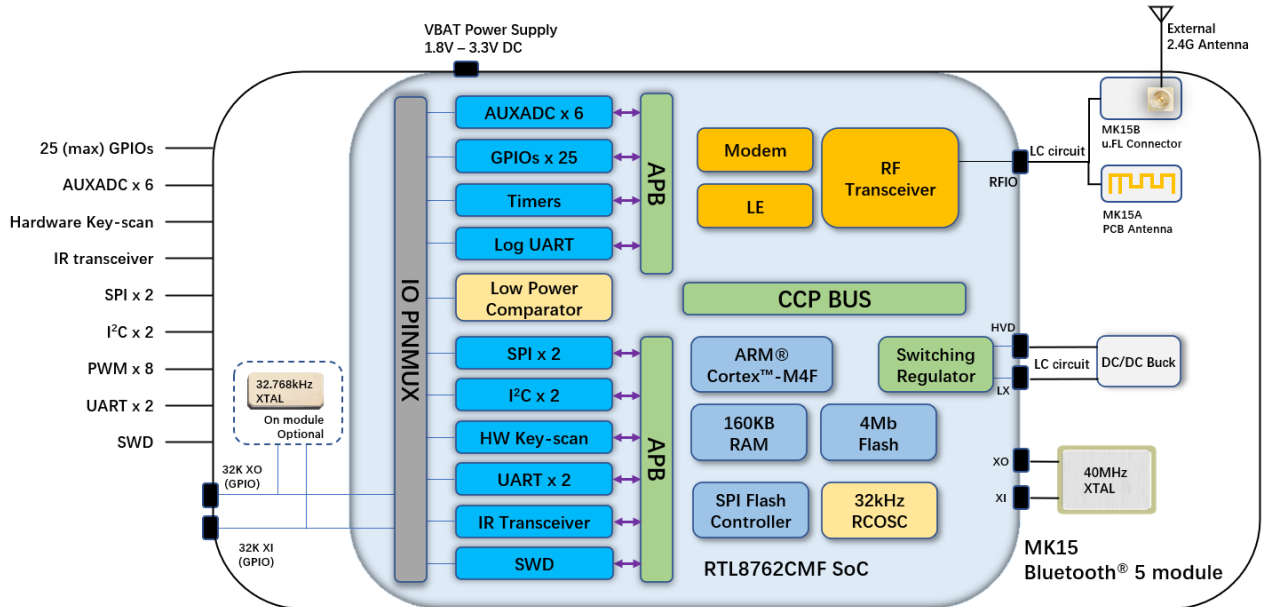 VBAT Power Supply
1.8V – 3.3V DC
External
2.4G Antenna
25 (max) GPIOs
AUXADC x 6
Hardware Key-scan
IR transceiver
SPI x 2
I²C x 2
PWM x 8
UART x 2
SWD
32.768kHz
XTAL
On module
Optional
32K XO
(GPIO)
32K XI
(GPIO)
IO PINMUX
AUXADC x 6
GPIOs x 25
Timers
Log UART
Low Power
Comparator
SPI x 2
I²C x 2
HW Key-scan
UART x 2
IR Transceiver
SWD
APB
APB
Modem
LE
RF
Transceiver
CCP BUS
ARM®
Cortex™-M4F
Switching
Regulator
160KB
RAM
4Mb
Flash
SPI Flash
Controller
32kHz
RCOSC
RTL8762CMF SoC
RFIO
LC circuit
MK15B
u.FL Connector
MK15A
PCB Antenna
HVD
LX
LC circuit
DC/DC Buck
XO
XI
40MHz
XTAL
MK15
Bluetooth® 5 module